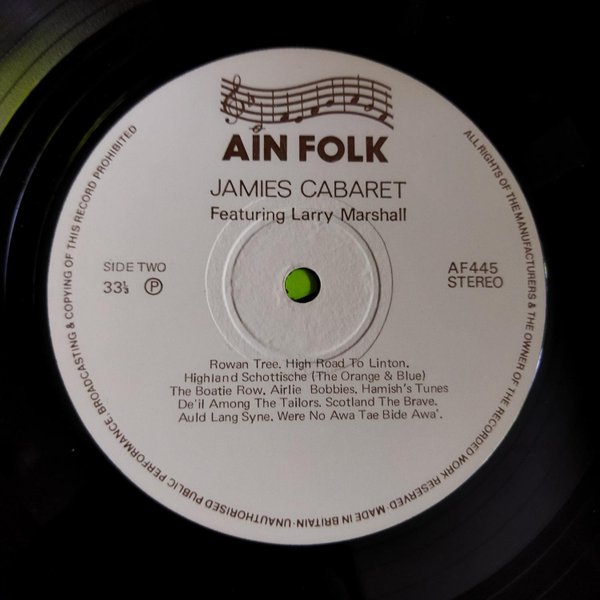 AIN FOLK
JAMIES CABARET
Featuring Larry Marshall
SIDE TWO
33⅓ Ⓟ
AF445
STEREO
Rowan Tree. High Road To Linton.
Highland Schottische (The Orange & Blue)
The Boatie Row. Airlie Bobbies. Hamish's Tunes
De'il Among The Tailors. Scotland The Brave.
Auld Lang Syne. Were No Awa Tae Bide Awa'.
ALL RIGHTS OF THE MANUFACTURERS & THE OWNER OF THE RECORDED WORK RESERVED · MADE IN BRITAIN · UNAUTHORISED PUBLIC PERFORMANCE, BROADCASTING & COPYING OF THIS RECORD PROHIBITED